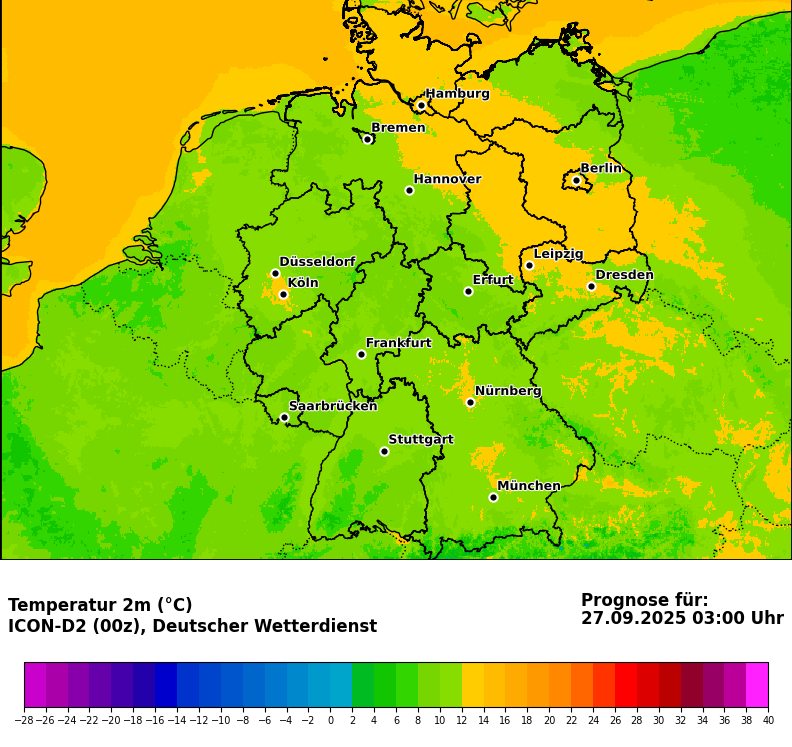 Hamburg
Bremen
Berlin
Hannover
Leipzig
Düsseldorf
Dresden
Köln
Erfurt
Frankfurt
Nürnberg
Saarbrücken
Stuttgart
München
Temperatur 2m (°C)
ICON-D2 (00z), Deutscher Wetterdienst
Prognose für:
27.09.2025 03:00 Uhr
−28 −26 −24 −22 −20 −18 −16 −14 −12 −10 −8 −6 −4 −2 0 2 4 6 8 10 12 14 16 18 20 22 24 26 28 30 32 34 36 38 40